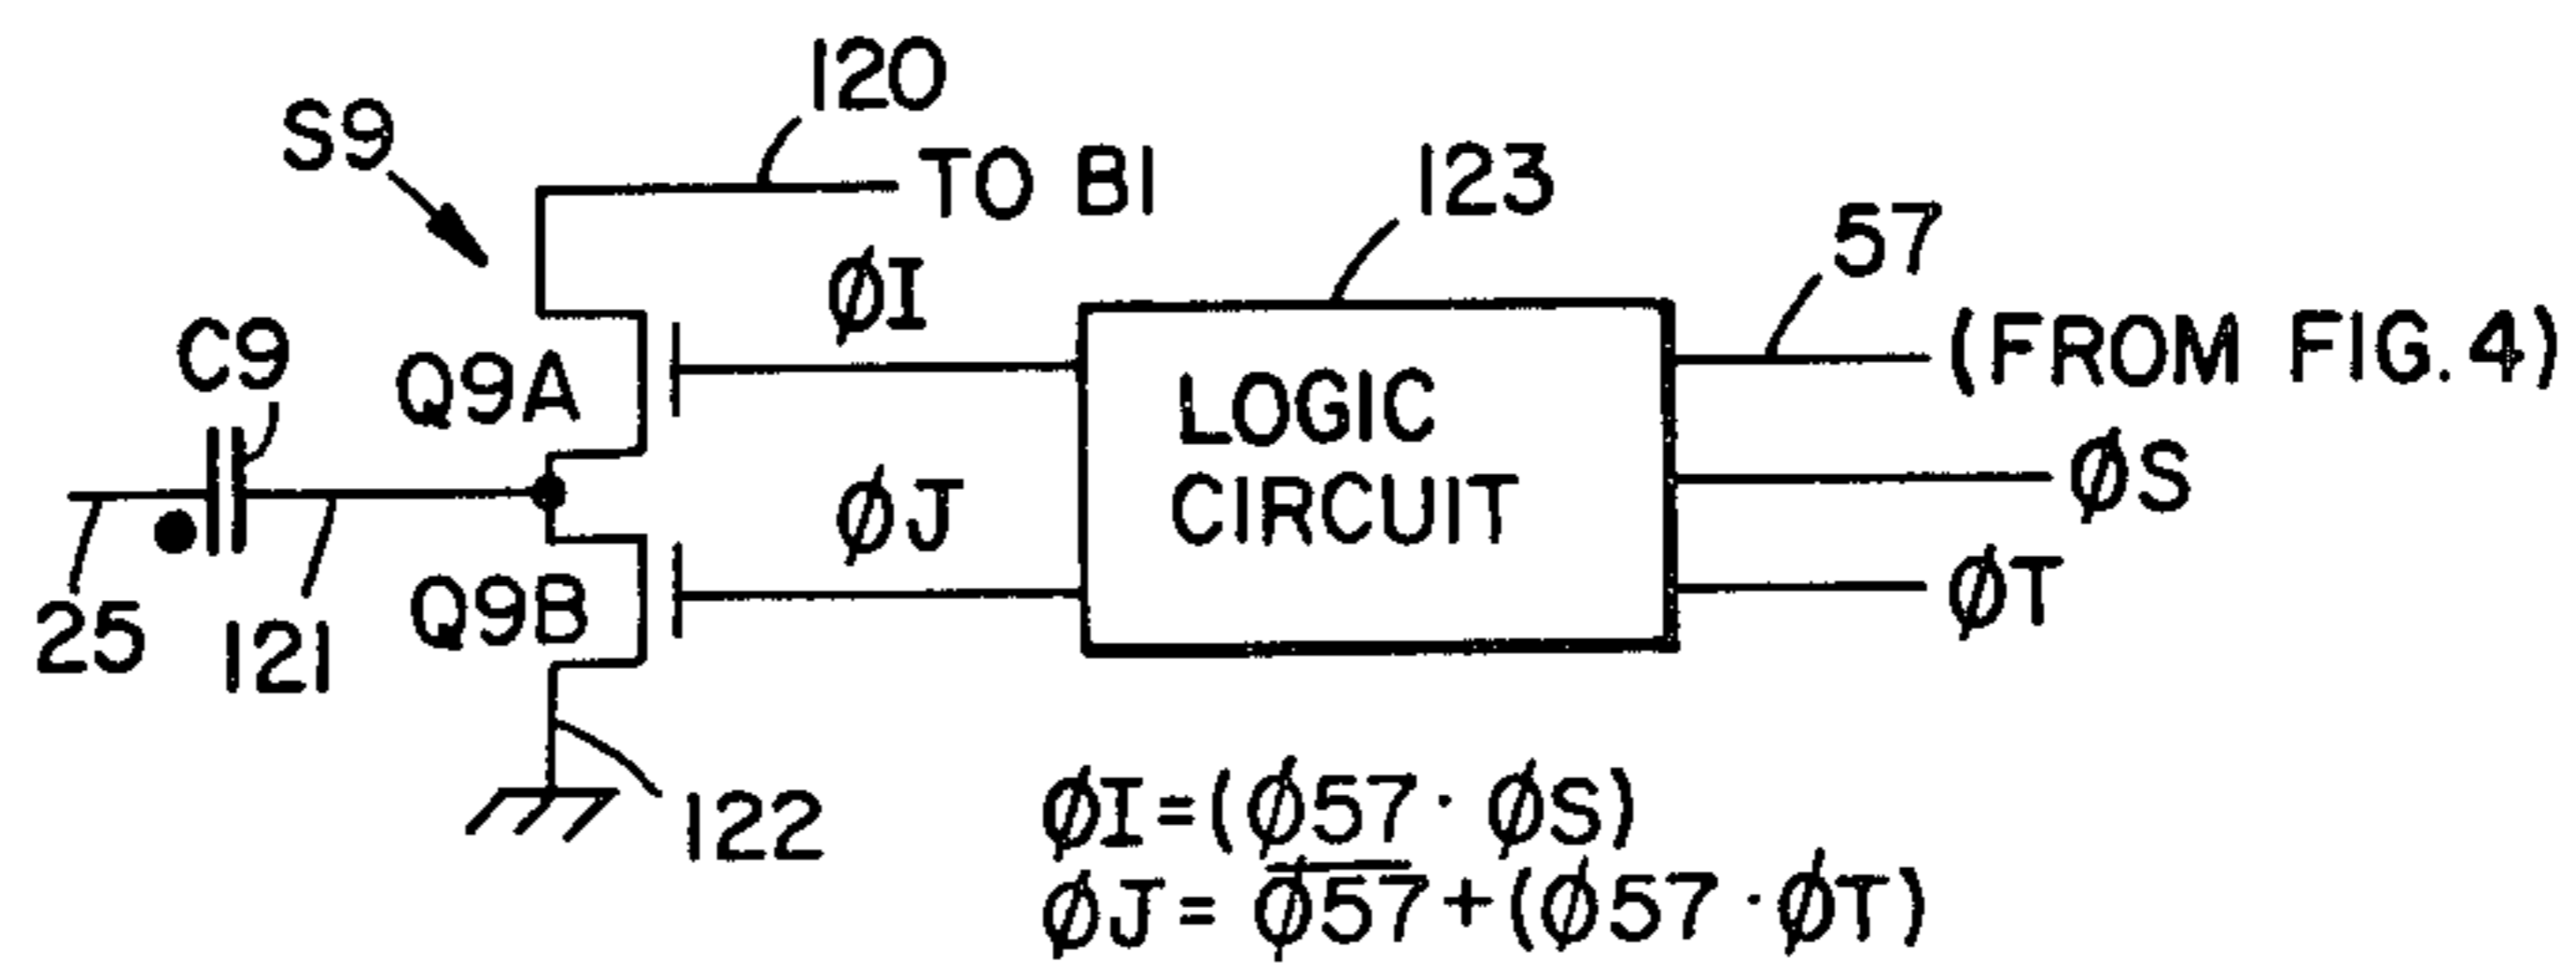 120
S9
TO B1
123
57
ØI
(FROM FIG. 4)
C9
Q9A
LOGIC
CIRCUIT
ØS
ØJ
ØT
25
121
Q9B
122
ØI = (Ø57 · ØS)
ØJ = \overline{Ø57} + (Ø57 · ØT)